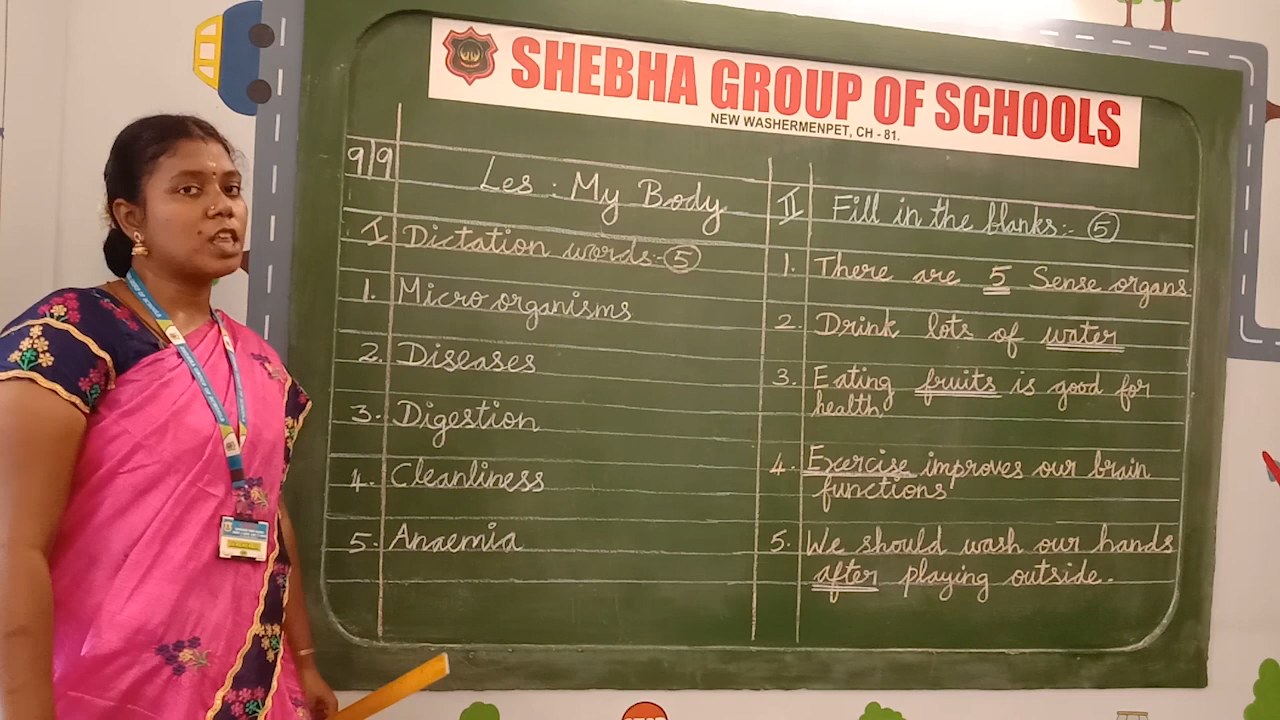 SHEBHA GROUP OF SCHOOLS
NEW WASHERMENPET, CH - 81.
9/9
Les : My Body
I Dictation words:- 5
1. Micro organisms
2. Diseases
3. Digestion
4. Cleanliness
5. Anaemia
II Fill in the blanks:- 5
1. There are 5 Sense organs.
2. Drink lots of water
3. Eating fruits is good for
health.
4. Exercise improves our brain
functions
5. We should wash our hands
after playing outside.